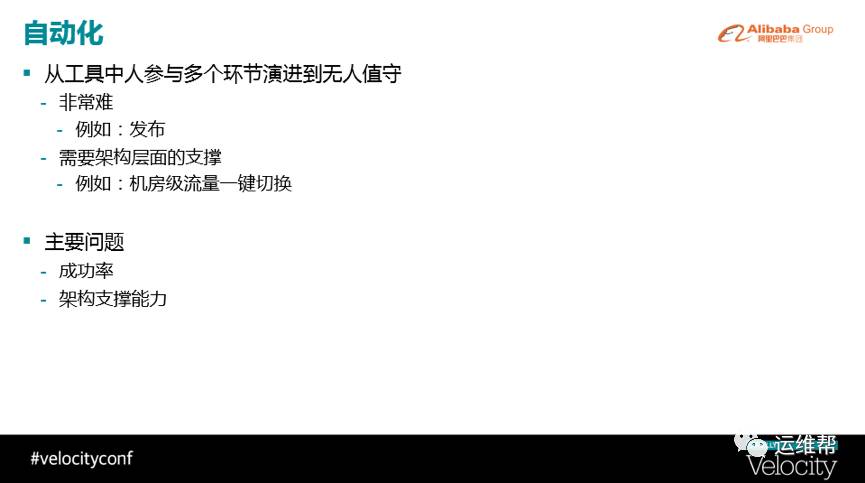 自动化
Alibaba Group
阿里巴巴集团
▪ 从工具中人参与多个环节演进到无人值守
- 非常难
- 例如：发布
- 需要架构层面的支撑
- 例如：机房级流量一键切换
▪ 主要问题
- 成功率
- 架构支撑能力
#velocityconf
运维帮
Velocity